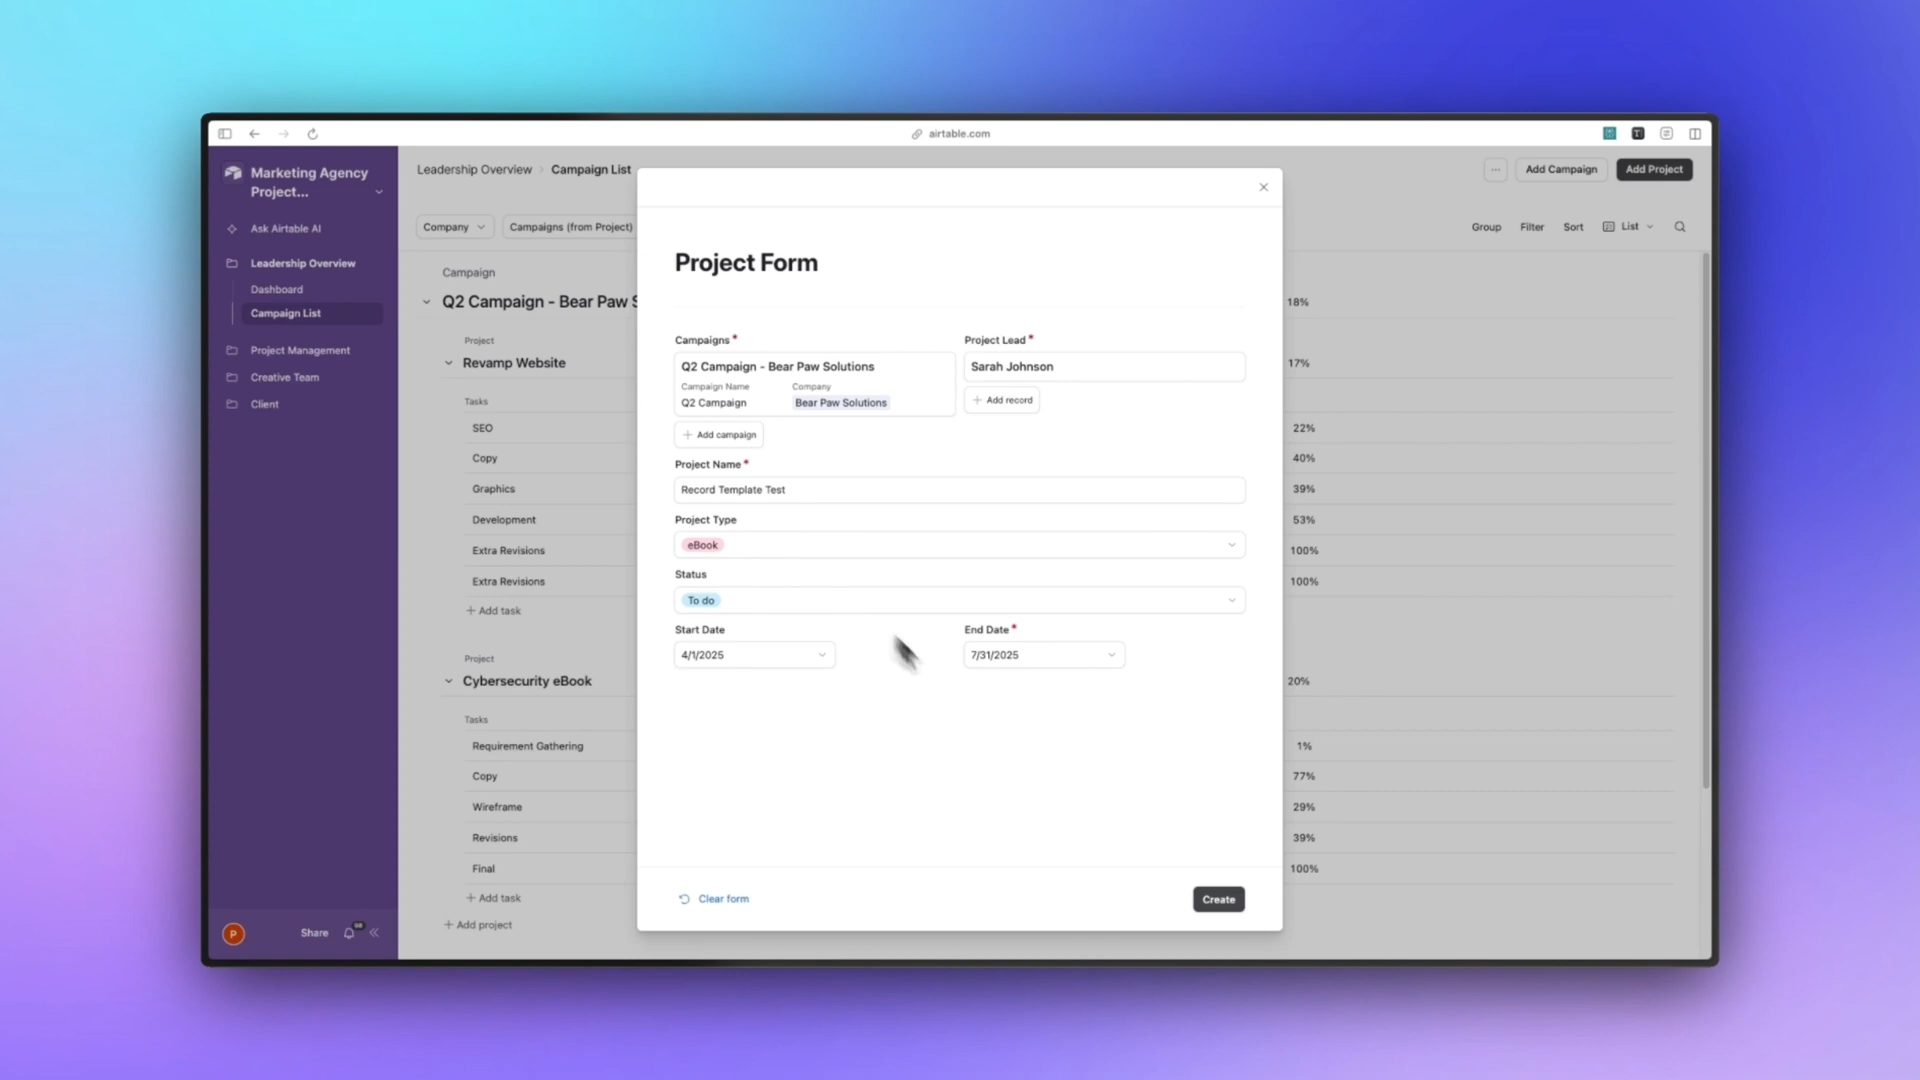 airtable.com
Marketing Agency
Project...
Ask Airtable AI
Leadership Overview
Dashboard
Campaign List
Project Management
Creative Team
Client
P
Share
Leadership Overview › Campaign List
... Add Campaign Add Project
Company Campaigns (from Project)
Group Filter Sort List
Campaign
Q2 Campaign - Bear Paw S
18%
Project
Revamp Website
17%
Tasks
SEO
22%
Copy
40%
Graphics
39%
Development
53%
Extra Revisions
100%
Extra Revisions
100%
+ Add task
Project
Cybersecurity eBook
20%
Tasks
Requirement Gathering
1%
Copy
77%
Wireframe
29%
Revisions
39%
Final
100%
+ Add task
+ Add project
Project Form
Campaigns *
Q2 Campaign - Bear Paw Solutions
Campaign Name Company
Q2 Campaign Bear Paw Solutions
+ Add campaign
Project Lead *
Sarah Johnson
+ Add record
Project Name *
Record Template Test
Project Type
eBook
Status
To do
Start Date
4/1/2025
End Date *
7/31/2025
Clear form
Create